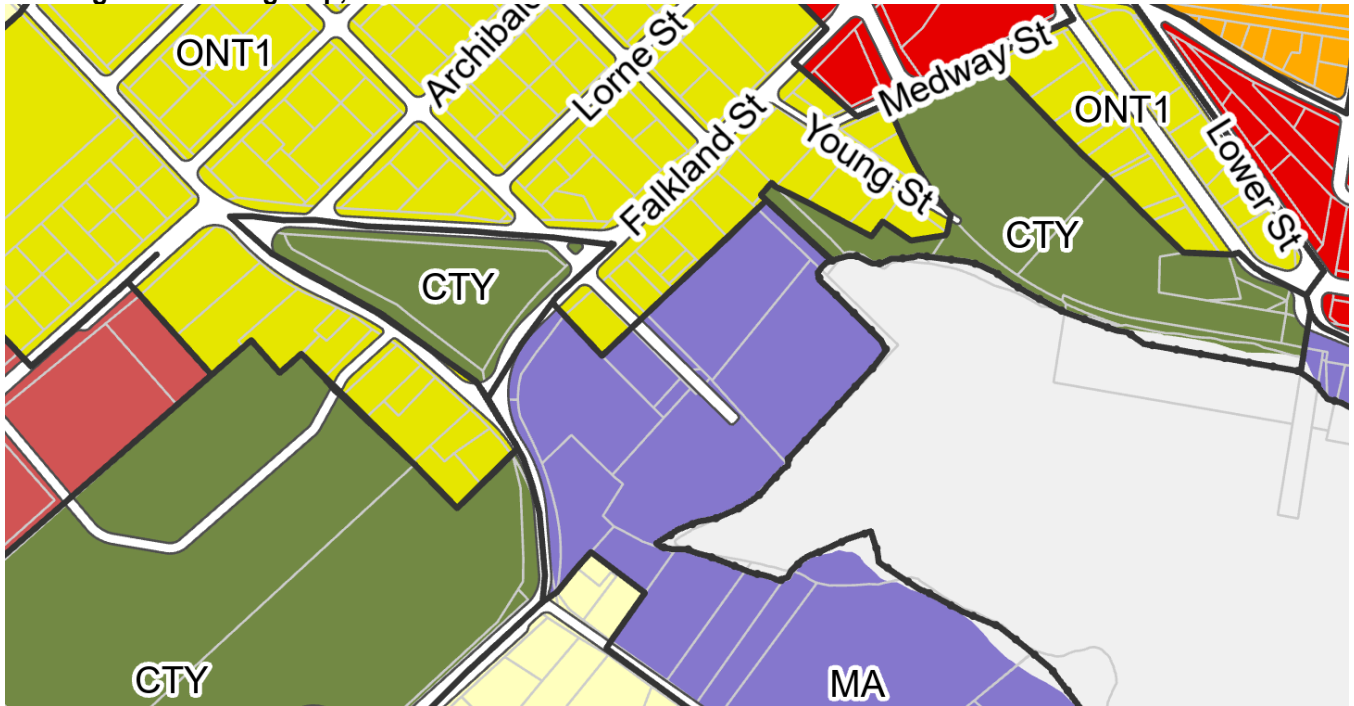 ONT1
Lorne St
Medway St
ONT1
Falkland St
Young St
Lower St
CTY
CTY
CTY
MA